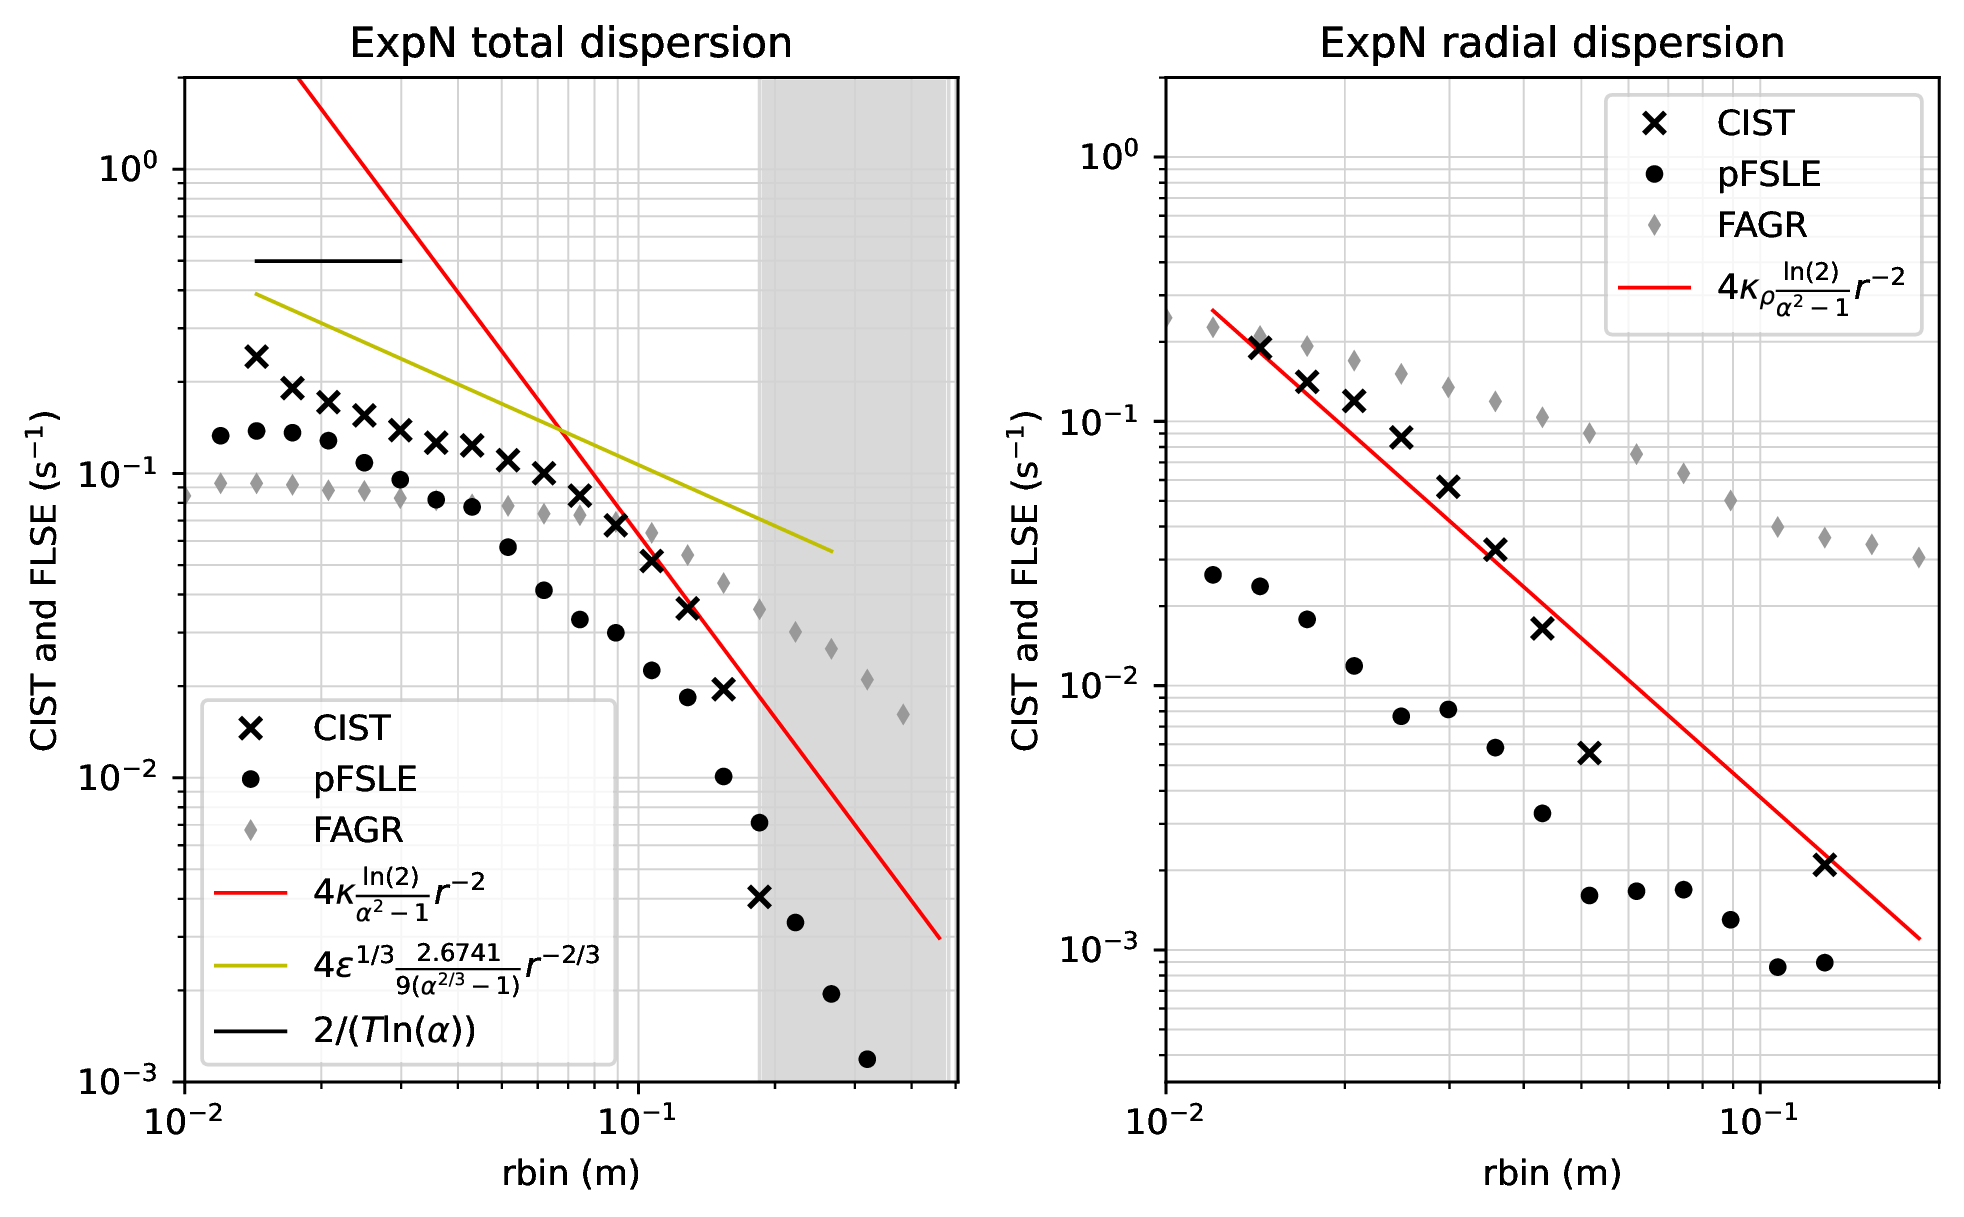 ExpN total dispersion
CIST and FLSE (s⁻¹)
10⁰
10⁻¹
10⁻²
10⁻³
CIST
pFSLE
FAGR
4κ ln(2)/(α² − 1) r⁻²
4ε^{1/3} 2.6741/(9(α^{2/3} − 1)) r^{−2/3}
2/(Tln(α))
10⁻² 10⁻¹
rbin (m)
ExpN radial dispersion
CIST and FLSE (s⁻¹)
10⁰
10⁻¹
10⁻²
10⁻³
CIST
pFSLE
FAGR
4κ_ρ ln(2)/(α² − 1) r⁻²
10⁻² 10⁻¹
rbin (m)